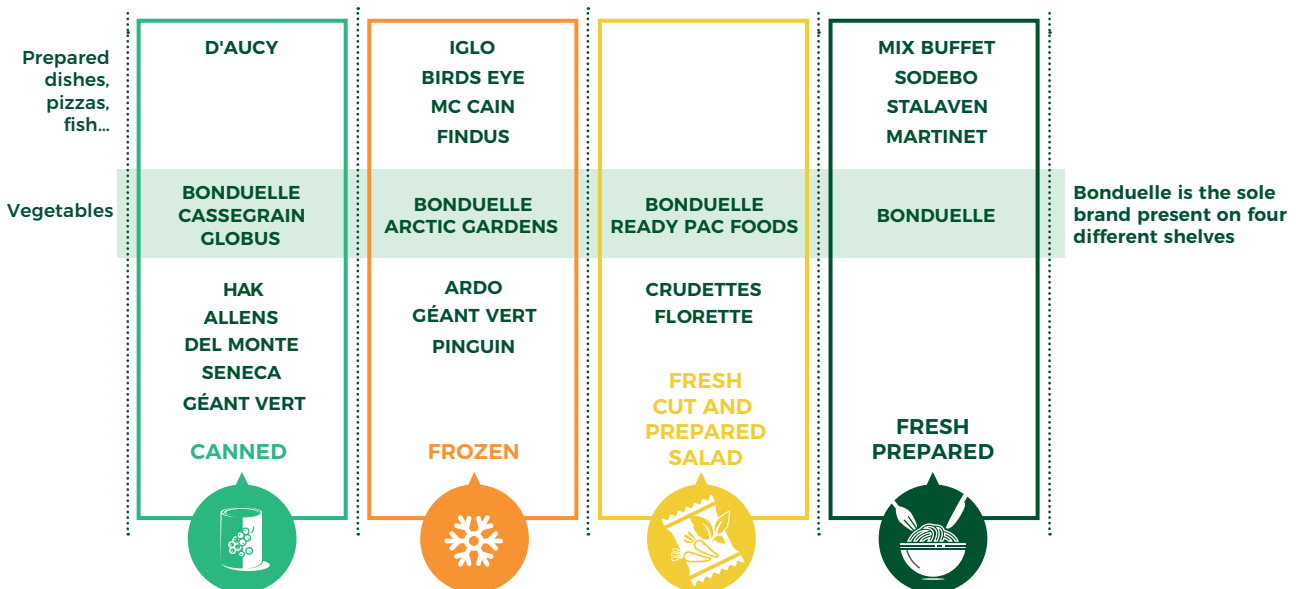 Prepared
dishes,
pizzas,
fish...
D'AUCY
IGLO
BIRDS EYE
MC CAIN
FINDUS
MIX BUFFET
SODEBO
STALAVEN
MARTINET
Vegetables
BONDUELLE
CASSEGRAIN
GLOBUS
BONDUELLE
ARCTIC GARDENS
BONDUELLE
READY PAC FOODS
BONDUELLE
Bonduelle is the sole
brand present on four
different shelves
HAK
ALLENS
DEL MONTE
SENECA
GÉANT VERT
CANNED
ARDO
GÉANT VERT
PINGUIN
FROZEN
CRUDETTES
FLORETTE
FRESH
CUT AND
PREPARED
SALAD
FRESH
PREPARED